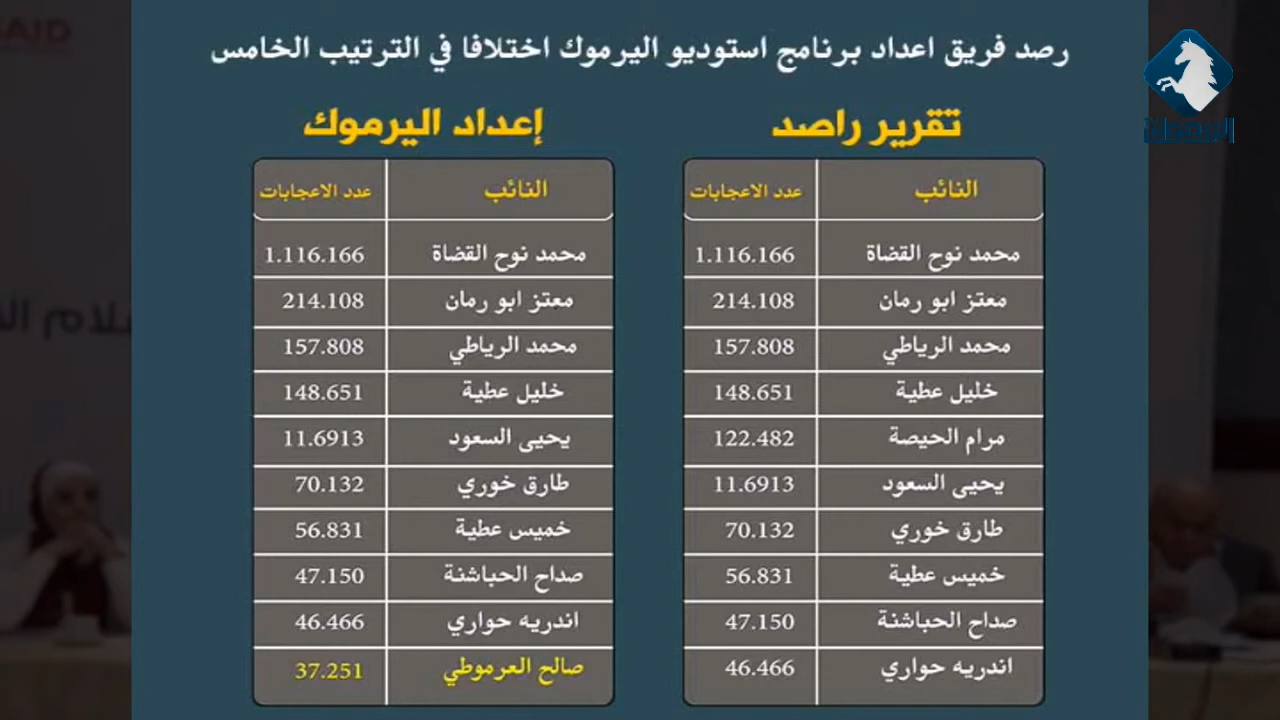 رصد فريق اعداد برنامج استوديو اليرموك اختلافا في الترتيب الخامس
اليرموك
تقرير راصد
النائب عدد الاعجابات
محمد نوح القضاة 1.116.166
معتز ابو رمان 214.108
محمد الرياطي 157.808
خليل عطية 148.651
مرام الحيصة 122.482
يحيى السعود 11.6913
طارق خوري 70.132
خميس عطية 56.831
صداح الحباشنة 47.150
اندريه حواري 46.466
إعداد اليرموك
النائب عدد الاعجابات
محمد نوح القضاة 1.116.166
معتز ابو رمان 214.108
محمد الرياطي 157.808
خليل عطية 148.651
يحيى السعود 11.6913
طارق خوري 70.132
خميس عطية 56.831
صداح الحباشنة 47.150
اندريه حواري 46.466
صالح العرموطي 37.251